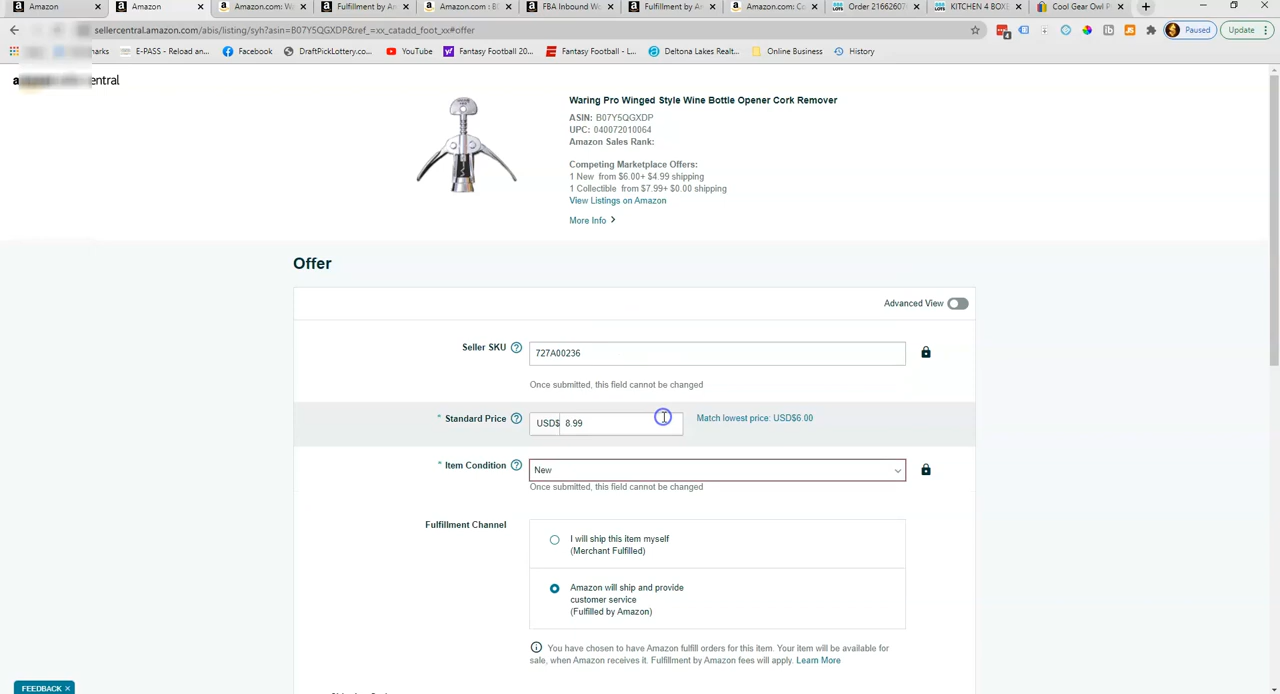 Amazon
Amazon
Amazon.com: W
Fulfillment by An
Amazon.com : BD
FBA Inbound Wo
Fulfillment by A
Amazon.com: Co
Order 216626070
KITCHEN 4 BOXE
Cool Gear Owl P
sellercentral.amazon.com/abis/listing/syh?asin=B07Y5QGXDP&ref_=xx_catadd_foot_xx#offer
Paused
Update
arks
E-PASS - Reload an...
Facebook
DraftPickLottery.co...
YouTube
Fantasy Football 20...
Fantasy Football - L...
Deltona Lakes Realt...
Online Business
History
entral
Waring Pro Winged Style Wine Bottle Opener Cork Remover
ASIN: B07Y5QGXDP
UPC: 040072010064
Amazon Sales Rank:
Competing Marketplace Offers:
1 New from $6.00+ $4.99 shipping
1 Collectible from $7.99+ $0.00 shipping
View Listings on Amazon
More Info
Offer
Advanced View
Seller SKU
727A00236
Once submitted, this field cannot be changed
* Standard Price
USD$ 8.99
Match lowest price: USD$6.00
* Item Condition
New
Once submitted, this field cannot be changed
Fulfillment Channel
I will ship this item myself
(Merchant Fulfilled)
Amazon will ship and provide
customer service
(Fulfilled by Amazon)
You have chosen to have Amazon fulfill orders for this item. Your item will be available for
sale, when Amazon receives it. Fulfillment by Amazon fees will apply. Learn More
FEEDBACK